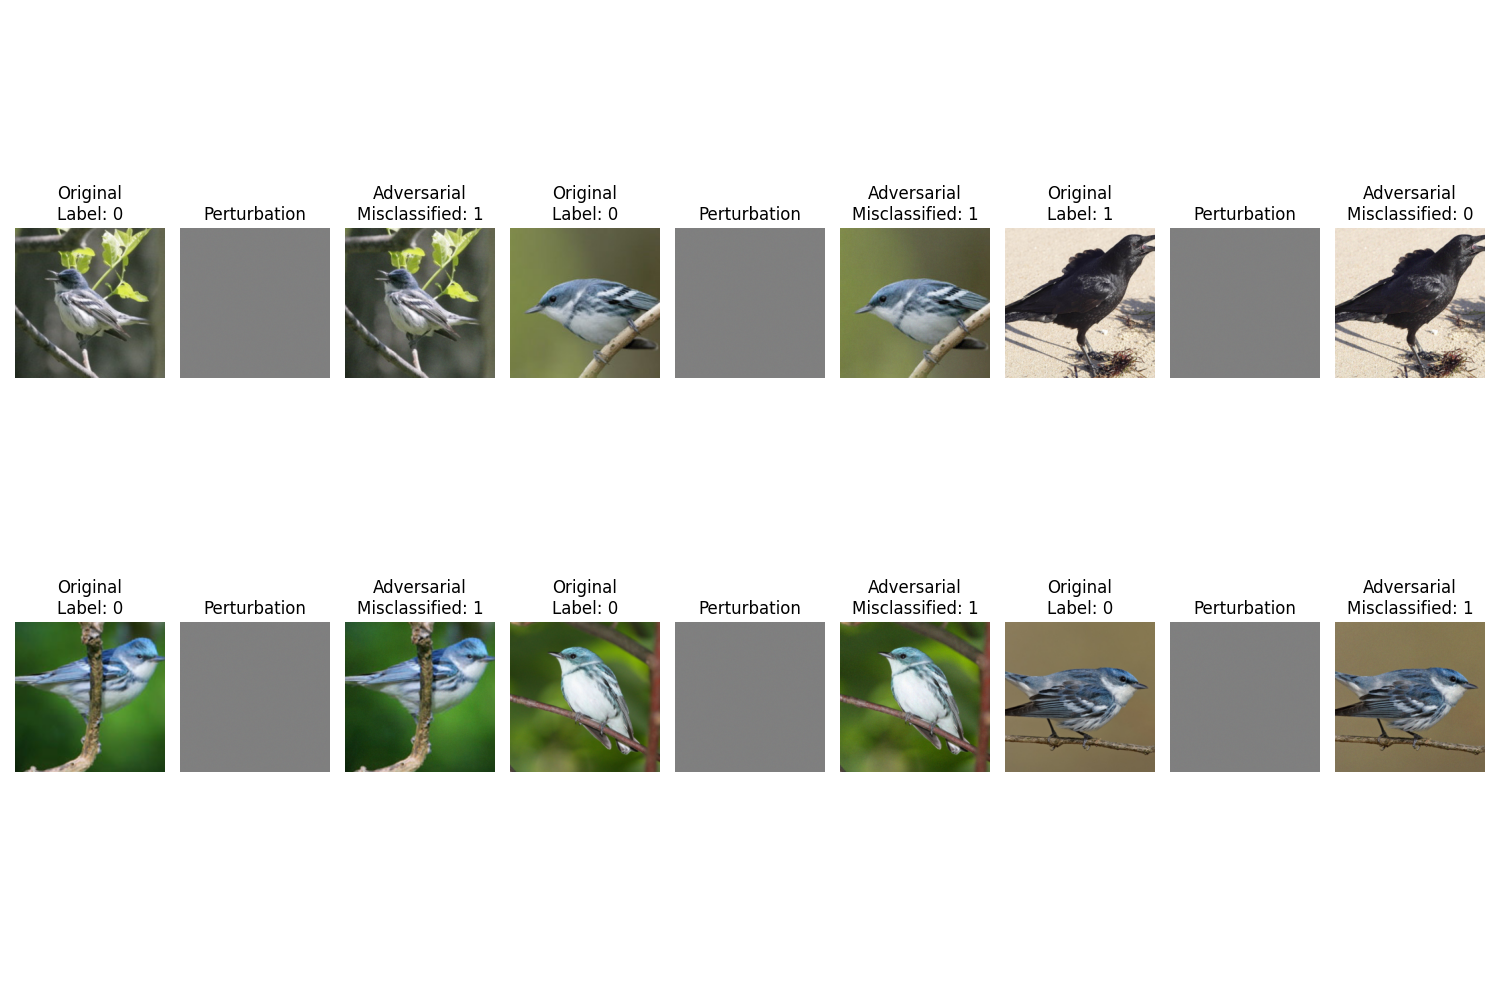 Original
Label: 0
Perturbation
Adversarial
Misclassified: 1
Original
Label: 0
Perturbation
Adversarial
Misclassified: 1
Original
Label: 1
Perturbation
Adversarial
Misclassified: 0
Original
Label: 0
Perturbation
Adversarial
Misclassified: 1
Original
Label: 0
Perturbation
Adversarial
Misclassified: 1
Original
Label: 0
Perturbation
Adversarial
Misclassified: 1